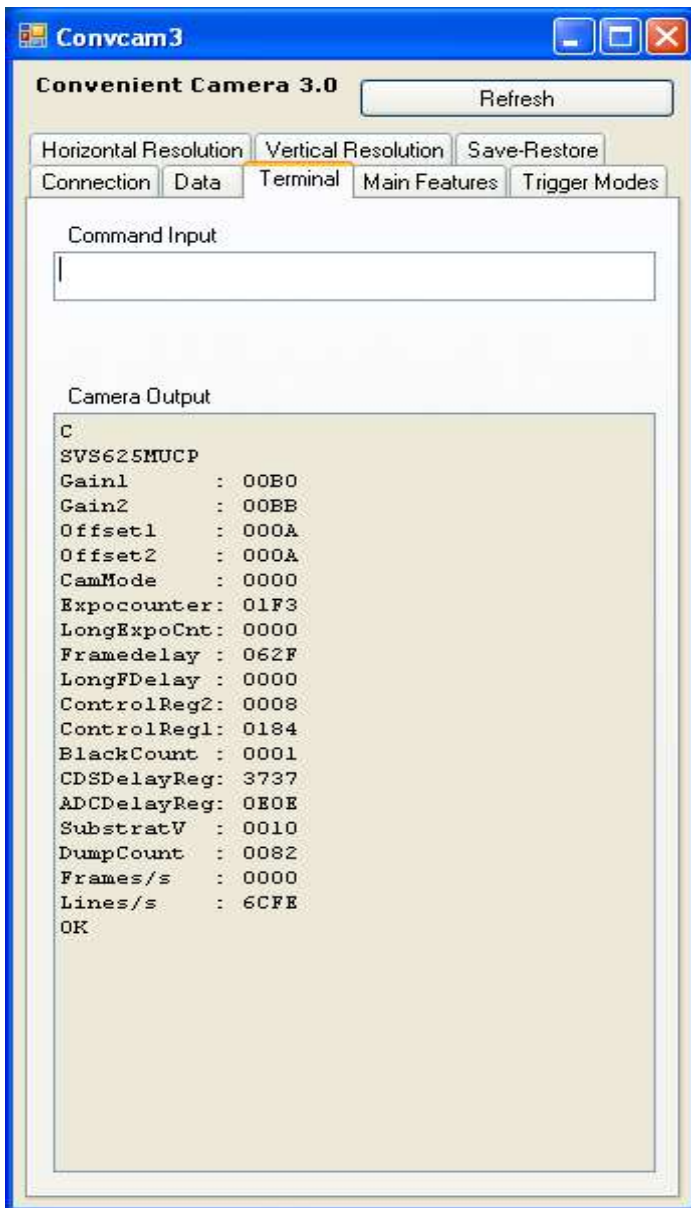 Convcam3
Convenient Camera 3.0
Refresh
Horizontal Resolution Vertical Resolution Save-Restore
Connection Data Terminal Main Features Trigger Modes
Command Input
Camera Output
C
SVS625MUCP
Gain1 : 00B0
Gain2 : 00BB
Offset1 : 000A
Offset2 : 000A
CamMode : 0000
Expocounter: 01F3
LongExpoCnt: 0000
Framedelay : 062F
LongFDelay : 0000
ControlReg2: 0008
ControlReg1: 0184
BlackCount : 0001
CDSDelayReg: 3737
ADCDelayReg: 0E0E
SubstratV : 0010
DumpCount : 0082
Frames/s : 0000
Lines/s : 6CFE
OK